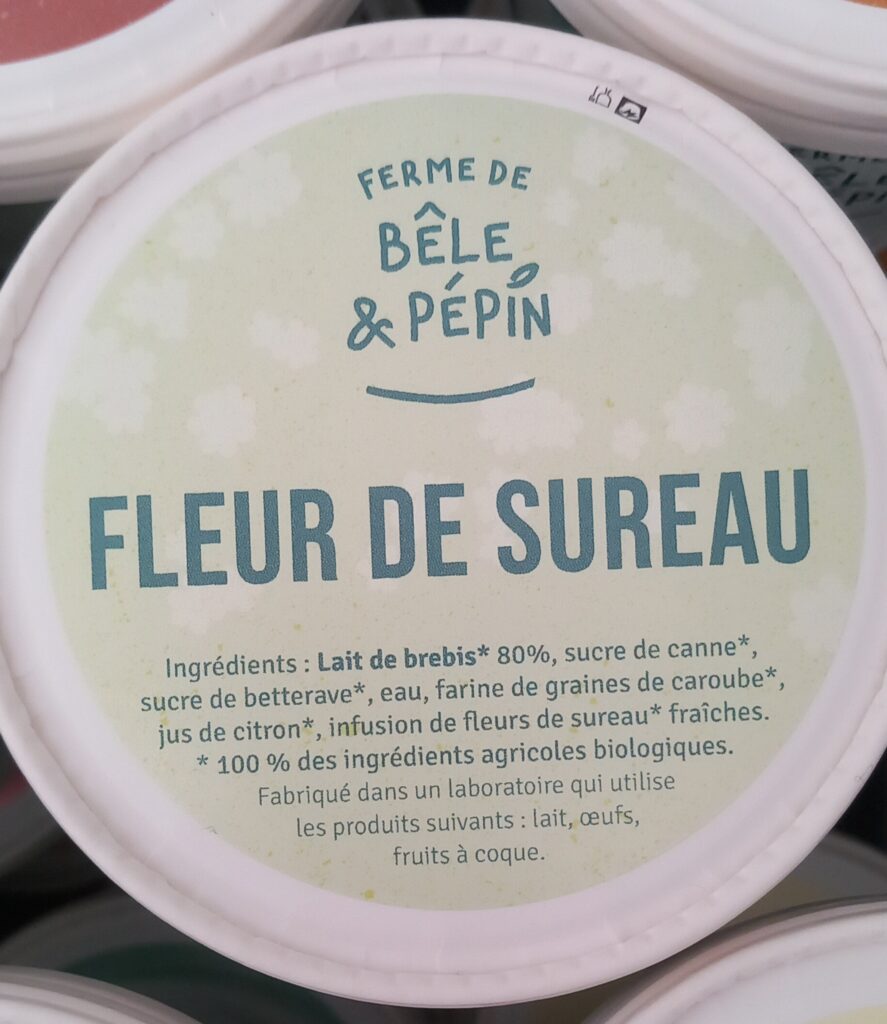 FERME DE
BÊLE
& PÉPIN
FLEUR DE SUREAU
Ingrédients : Lait de brebis* 80%, sucre de canne*,
sucre de betterave*, eau, farine de graines de caroube*,
jus de citron*, infusion de fleurs de sureau* fraîches.
* 100 % des ingrédients agricoles biologiques.
Fabriqué dans un laboratoire qui utilise
les produits suivants : lait, œufs,
fruits à coque.